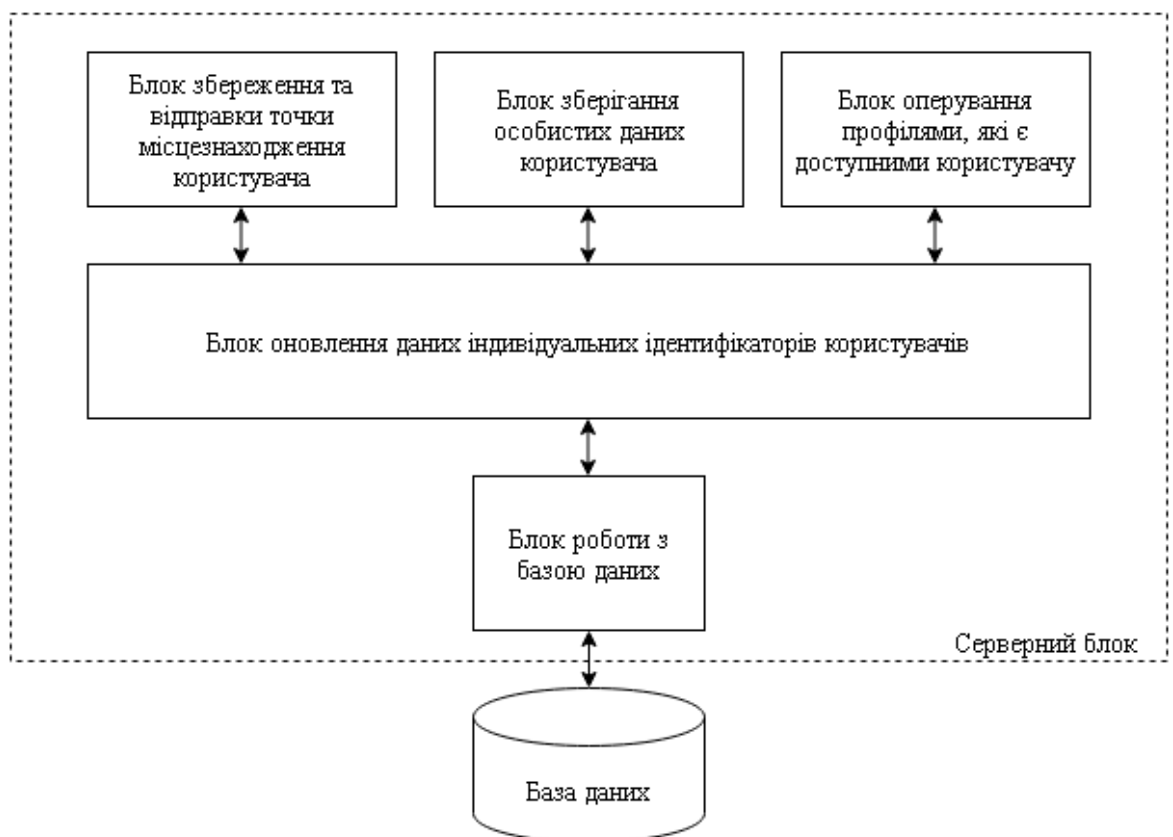 Блок збереження та
відправки точки
місцезнаходження
користувача
Блок зберігання
особистих даних
користувача
Блок оперування
профілями, які є
доступними користувачу
Блок оновлення даних індивідуальних ідентифікаторів користувачів
Блок роботи з
базою даних
Серверний блок
База даних